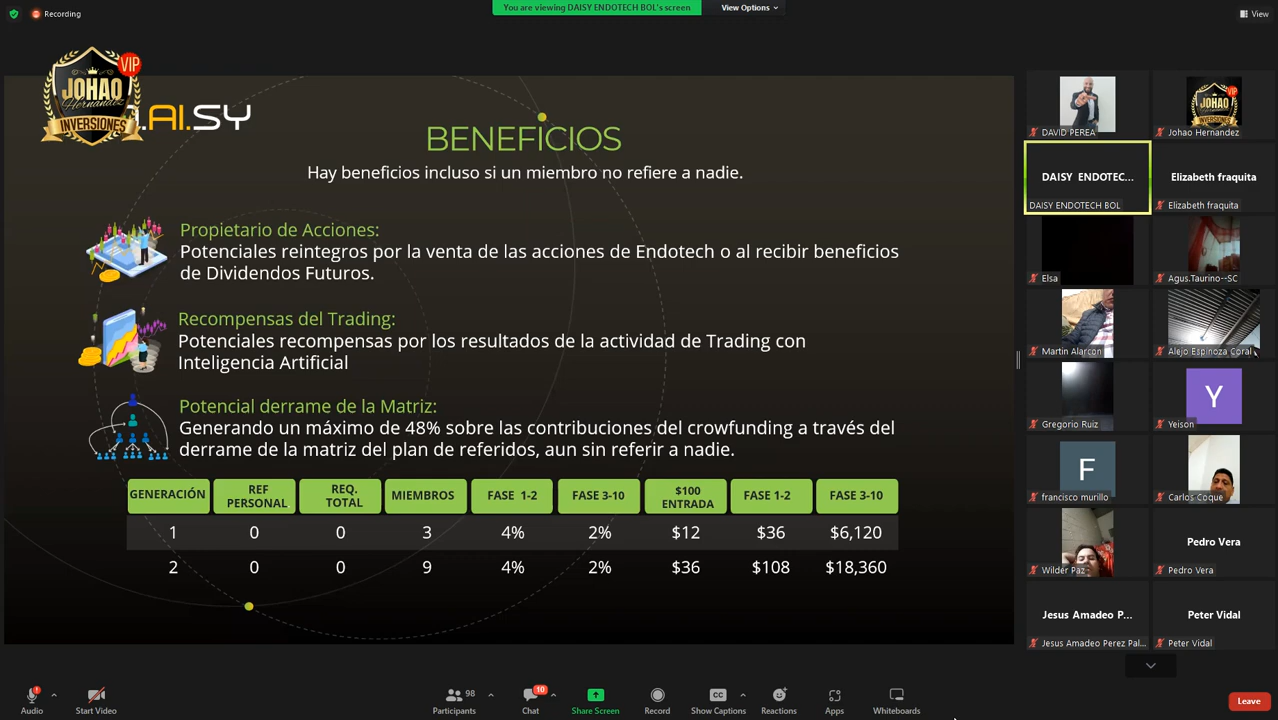 Recording
You are viewing DAISY ENDOTECH BOL's screen
View Options
View
VIP
JOHAO
Hernández
INVERSIONES
.AI.SY
BENEFICIOS
Hay beneficios incluso si un miembro no refiere a nadie.
Propietario de Acciones:
Potenciales reintegros por la venta de las acciones de Endotech o al recibir beneficios
de Dividendos Futuros.
Recompensas del Trading:
Potenciales recompensas por los resultados de la actividad de Trading con
Inteligencia Artificial
Potencial derrame de la Matriz:
Generando un máximo de 48% sobre las contribuciones del crowfunding a través del
derrame de la matriz del plan de referidos, aun sin referir a nadie.
GENERACIÓN REF PERSONAL REQ. TOTAL MIEMBROS FASE 1-2 FASE 3-10 $100 ENTRADA FASE 1-2 FASE 3-10
1 0 0 3 4% 2% $12 $36 $6,120
2 0 0 9 4% 2% $36 $108 $18,360
DAVID PEREA
JOHAO
INVERSIONES
VIP
Johao Hernandez
DAISY ENDOTEC...
DAISY ENDOTECH BOL
Elizabeth fraquita
Elizabeth fraquita
Elsa
Agus.Taurino--SC
Martin Alarcon
Alejo Espinoza Coral
Gregorio Ruiz
Y
Yeison
F
francisco murillo
Carlos Coque
Wilder Paz
Pedro Vera
Pedro Vera
Jesus Amadeo P...
Jesus Amadeo Perez Pal...
Peter Vidal
Peter Vidal
Audio
Start Video
98
Participants
10
Chat
Share Screen
Record
CC
Show Captions
Reactions
Apps
Whiteboards
Leave